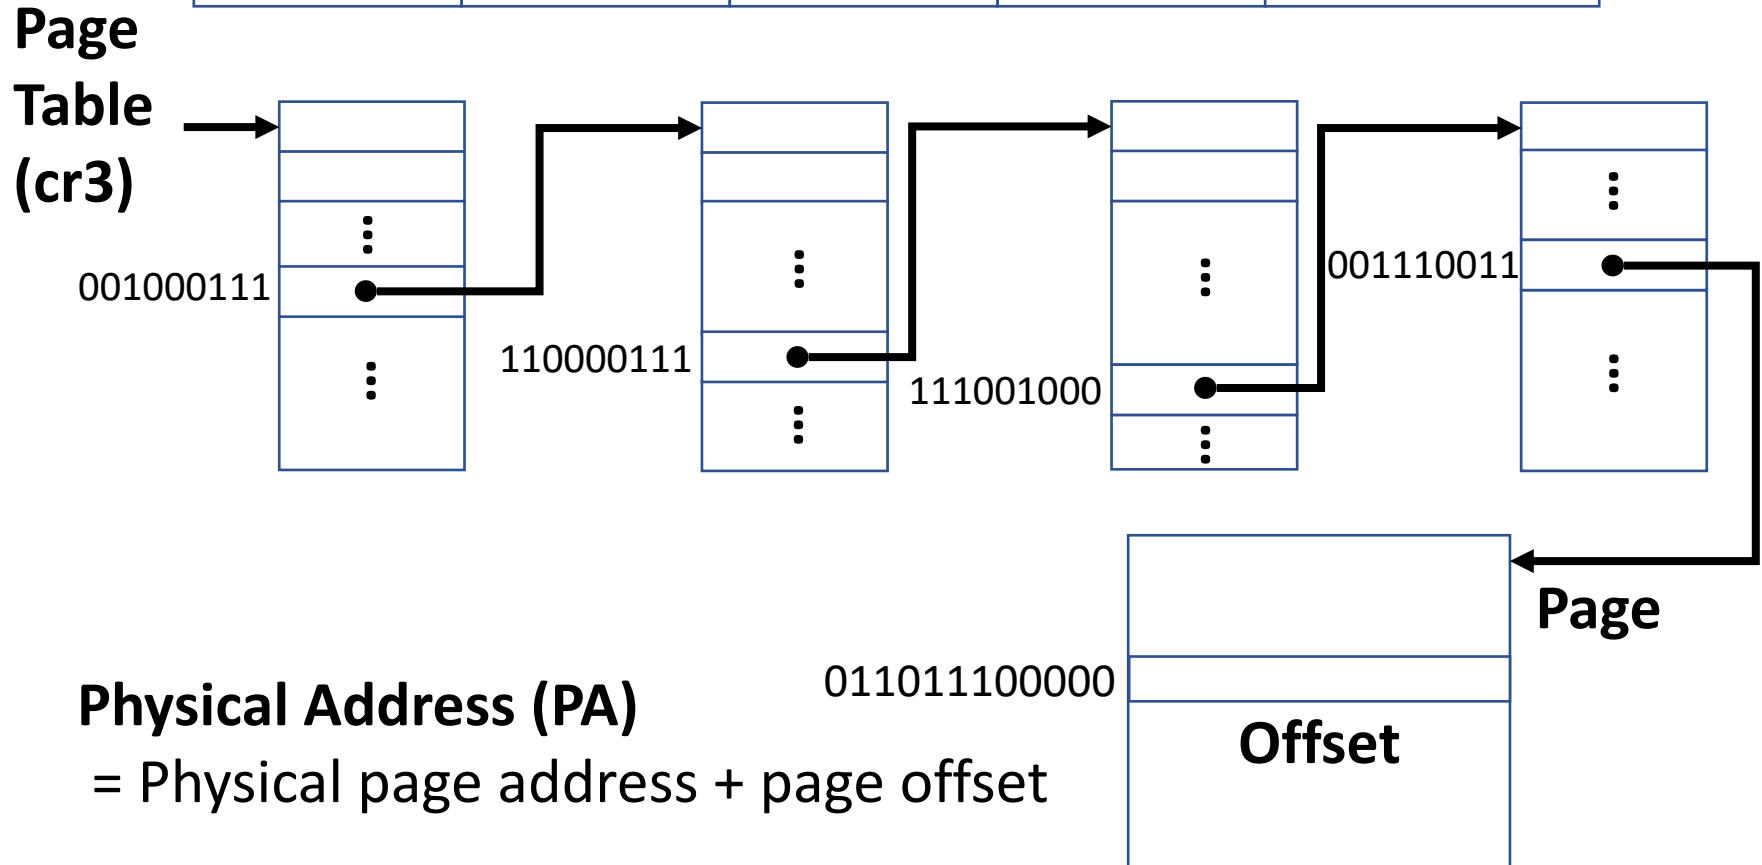 Page
Table
(cr3)
001000111
110000111
111001000
001110011
Page
011011100000
Offset
Physical Address (PA)
= Physical page address + page offset